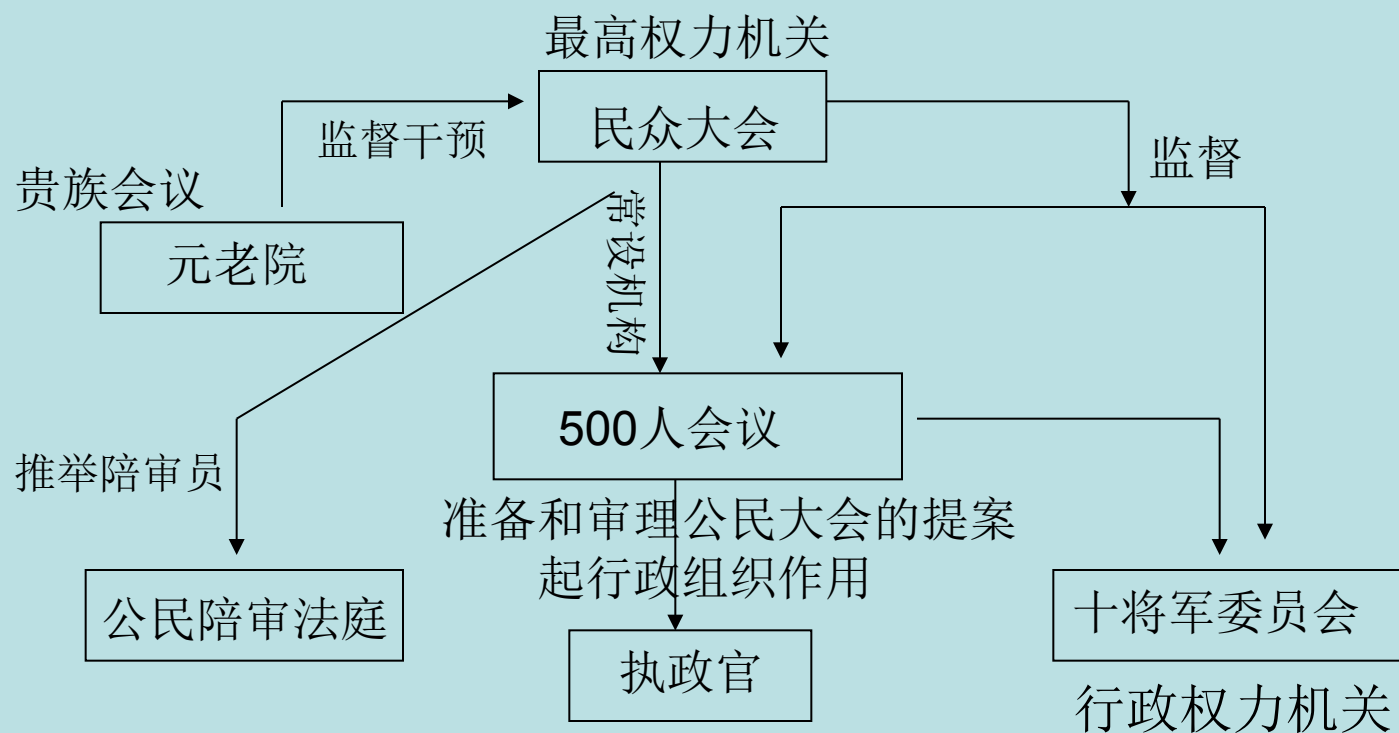 最高权力机关
民众大会
监督干预
监督
贵族会议
元老院
常设机构
500人会议
推举陪审员
准备和审理公民大会的提案
起行政组织作用
公民陪审法庭
十将军委员会
执政官
行政权力机关